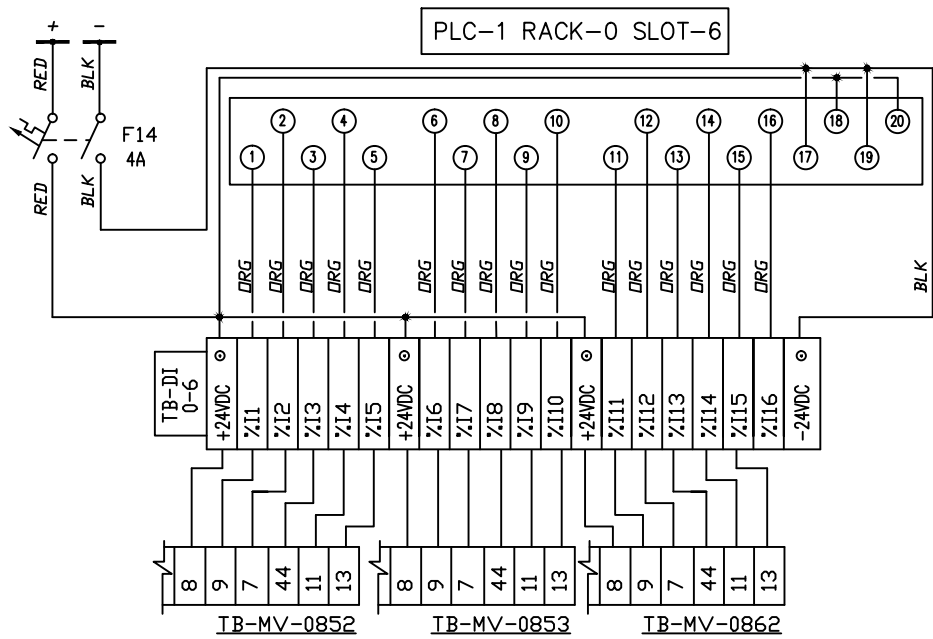 PLC-1 RACK-0 SLOT-6
+ -
RED BLK
F14
4A
RED BLK
2 4 6 8 10 12 14 16 18 20
1 3 5 7 9 11 13 15 17 19
ORG ORG ORG ORG ORG ORG ORG ORG ORG ORG ORG ORG ORG ORG ORG ORG BLK
TB-DI
0-6
+24VDC %I1 %I2 %I3 %I4 %I5 +24VDC %I6 %I7 %I8 %I9 %I10 +24VDC %I11 %I12 %I13 %I14 %I15 %I16 -24VDC
8 9 7 44 11 13 8 9 7 44 11 13 8 9 7 44 11 13
TB-MV-0852 TB-MV-0853 TB-MV-0862